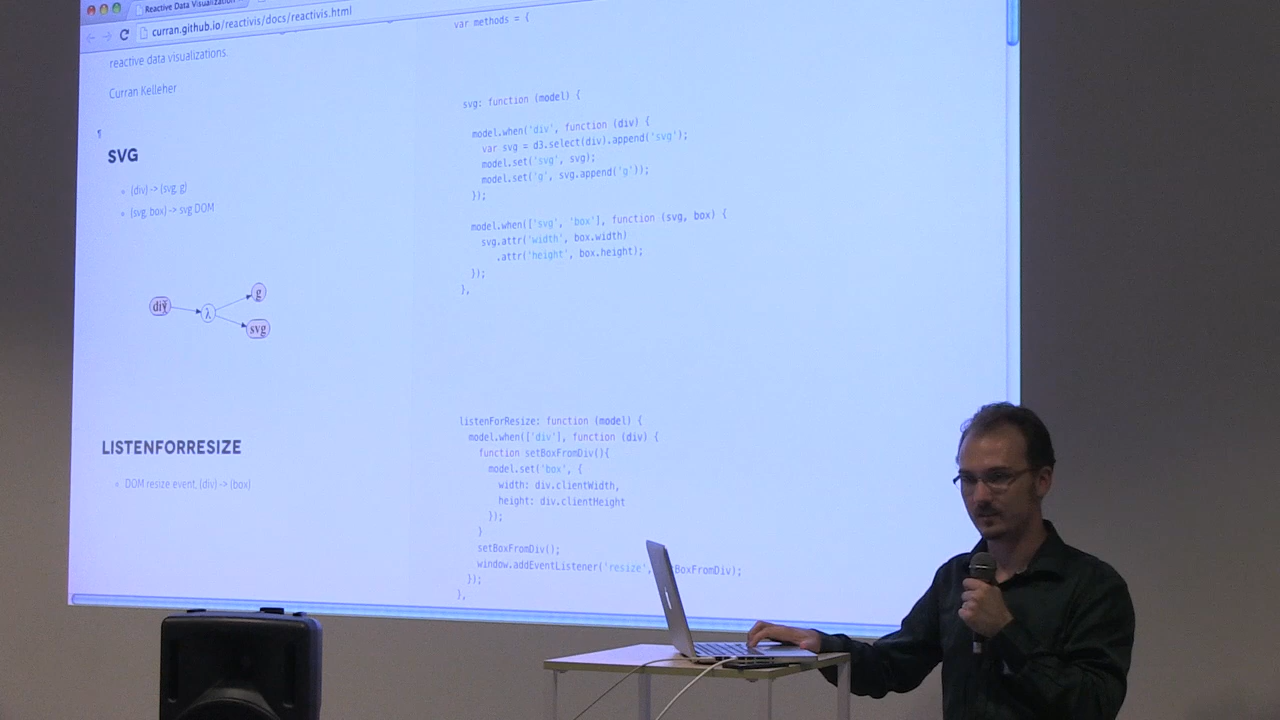 Reactive Data Visualization
curran.github.io/reactivis/docs/reactivis.html
reactive data visualizations.
Curran Kelleher
¶
SVG
(div) -> (svg, g)
(svg, box) -> svg DOM
div
λ
g
svg
LISTENFORRESIZE
DOM resize event, (div) -> (box)
var methods = {
svg: function (model) {
model.when('div', function (div) {
var svg = d3.select(div).append('svg');
model.set('svg', svg);
model.set('g', svg.append('g'));
});
model.when(['svg', 'box'], function (svg, box) {
svg.attr('width', box.width)
.attr('height', box.height);
});
},
listenForResize: function (model) {
model.when(['div'], function (div) {
function setBoxFromDiv(){
model.set('box', {
width: div.clientWidth,
height: div.clientHeight
});
}
setBoxFromDiv();
window.addEventListener('resize', tBoxFromDiv);
});
},